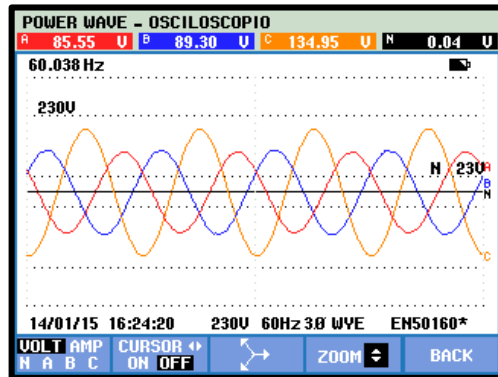 POWER WAVE - OSCILOSCOPIO
A 85.55 V B 89.30 V C 134.95 V N 0.04 V
60.038 Hz
230V
N 23V
A
B
N
C
14/01/15 16:24:20 230V 60Hz 3.0 WYE EN50160*
VOLT AMP CURSOR ZOOM BACK
N A B C ON OFF